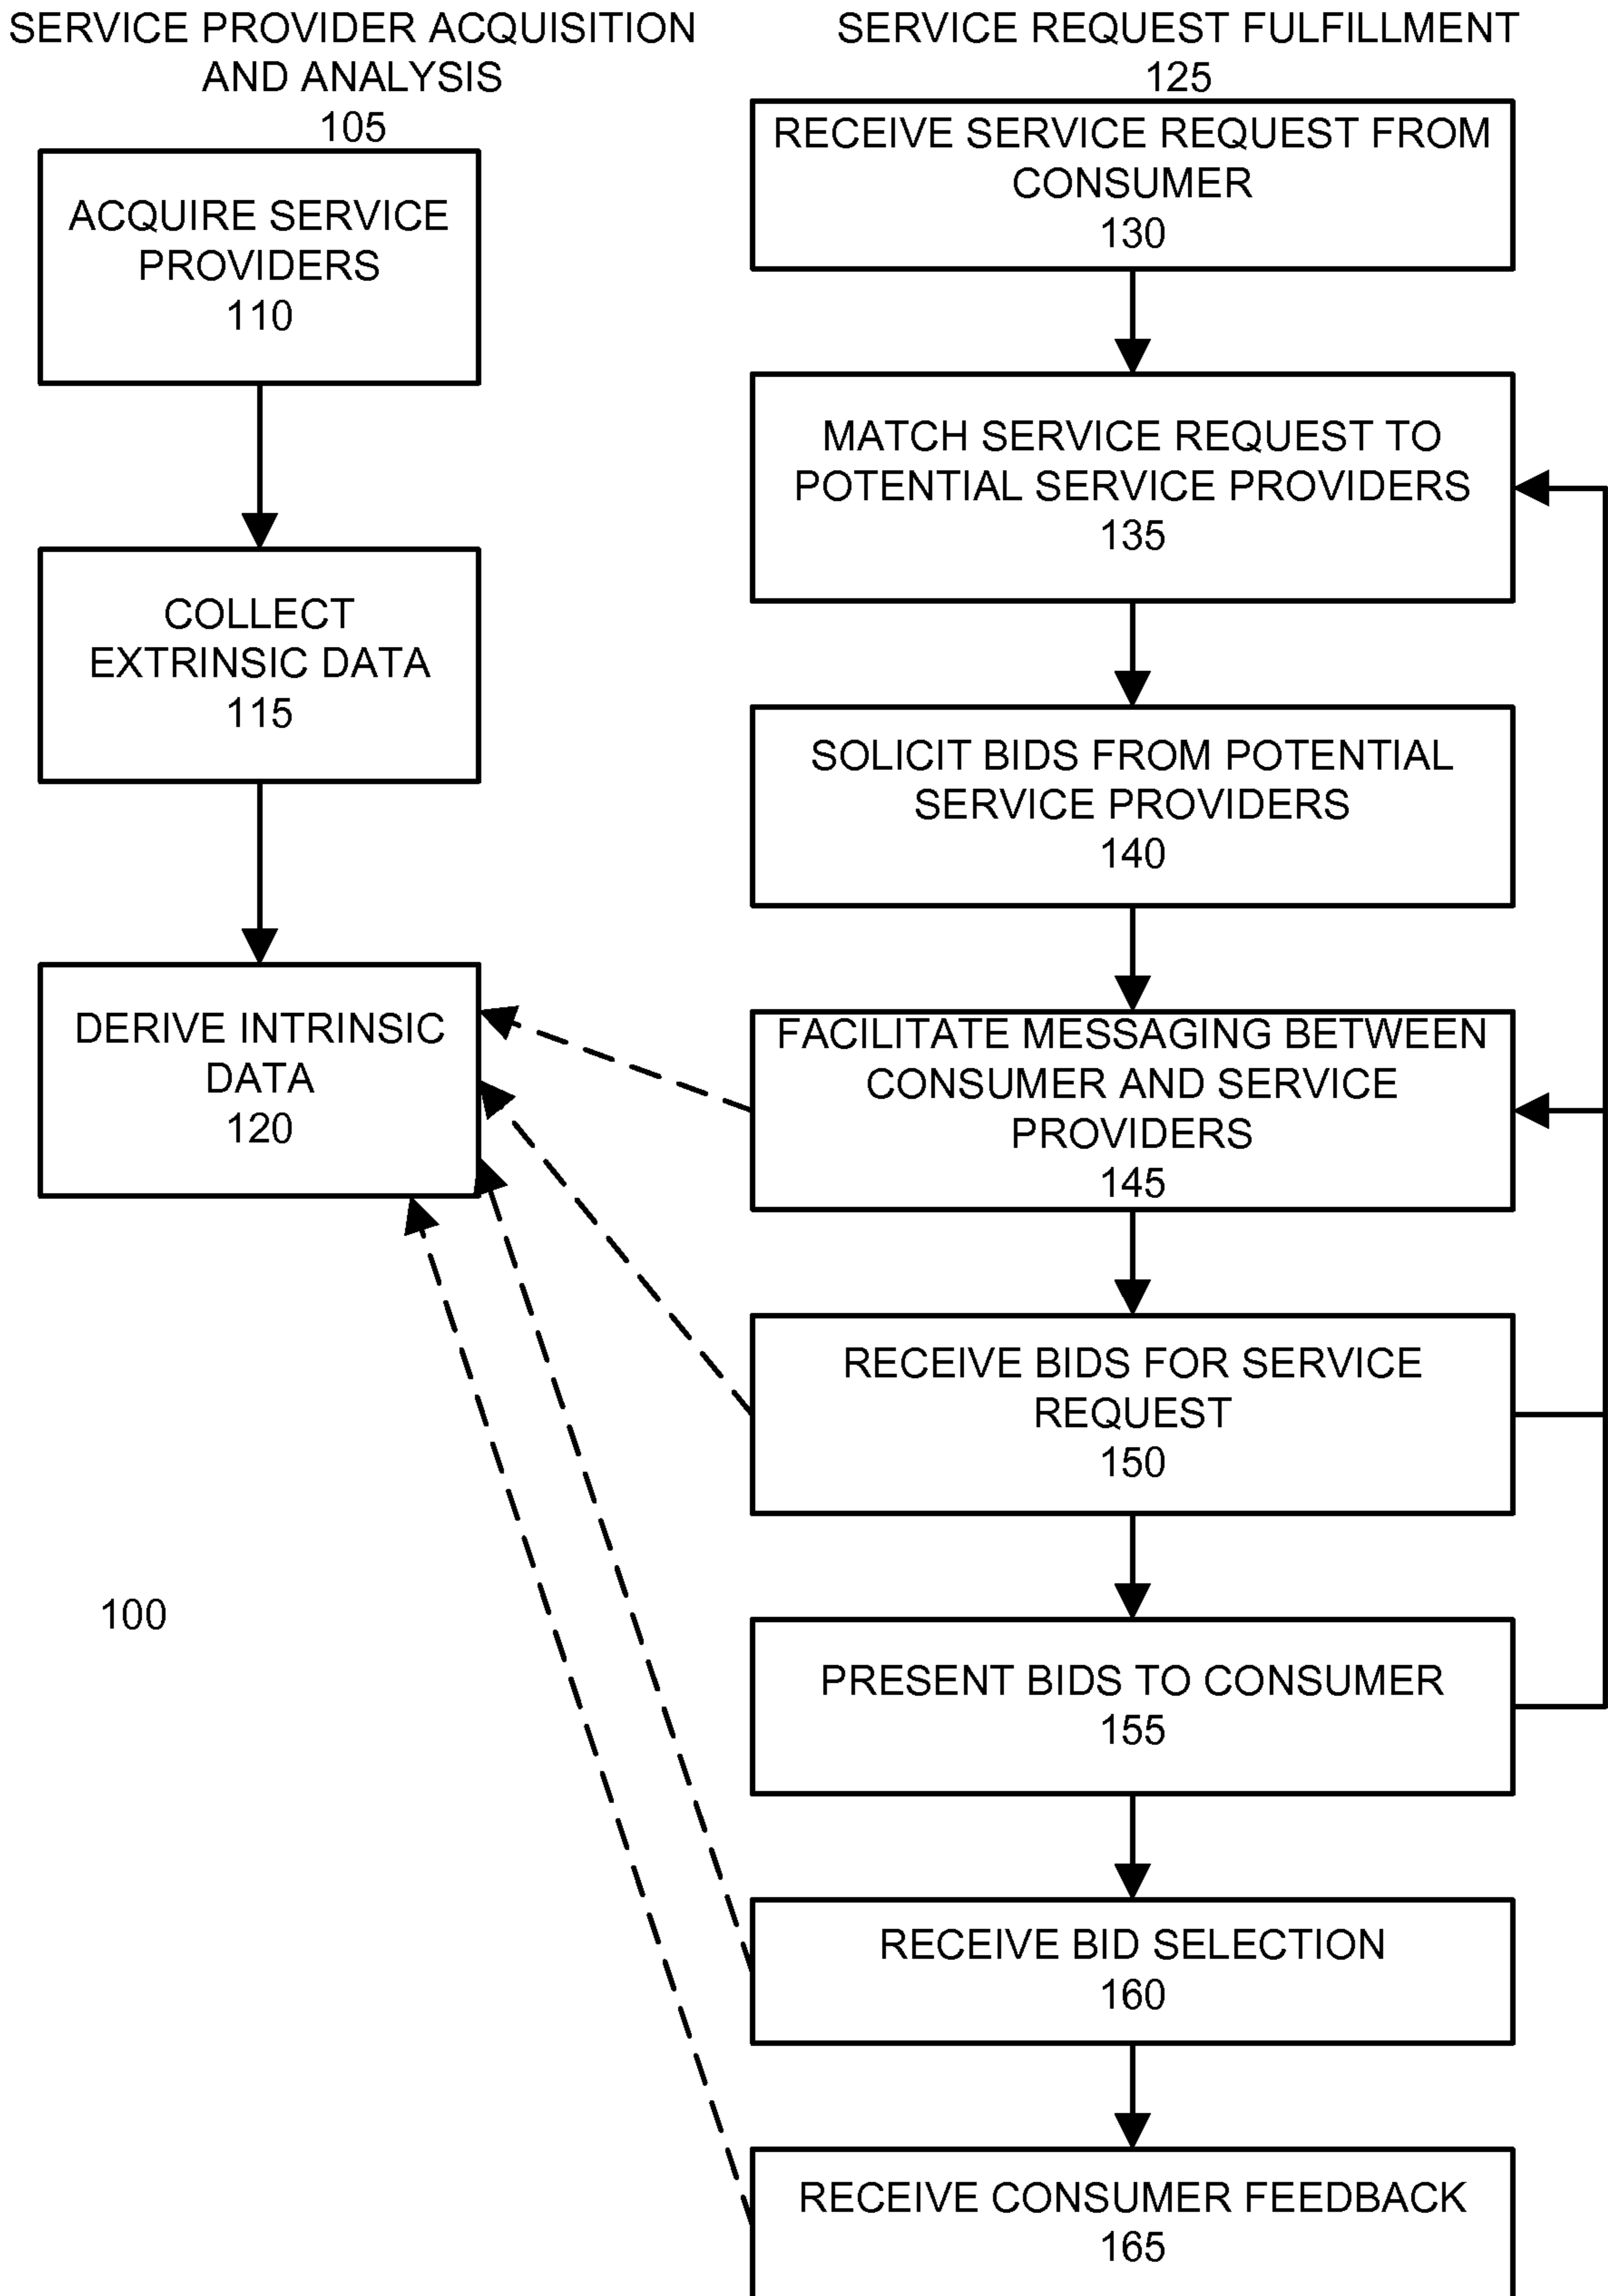 SERVICE PROVIDER ACQUISITION
AND ANALYSIS
105
ACQUIRE SERVICE
PROVIDERS
110
COLLECT
EXTRINSIC DATA
115
DERIVE INTRINSIC
DATA
120
100
SERVICE REQUEST FULFILLMENT
125
RECEIVE SERVICE REQUEST FROM
CONSUMER
130
MATCH SERVICE REQUEST TO
POTENTIAL SERVICE PROVIDERS
135
SOLICIT BIDS FROM POTENTIAL
SERVICE PROVIDERS
140
FACILITATE MESSAGING BETWEEN
CONSUMER AND SERVICE
PROVIDERS
145
RECEIVE BIDS FOR SERVICE
REQUEST
150
PRESENT BIDS TO CONSUMER
155
RECEIVE BID SELECTION
160
RECEIVE CONSUMER FEEDBACK
165